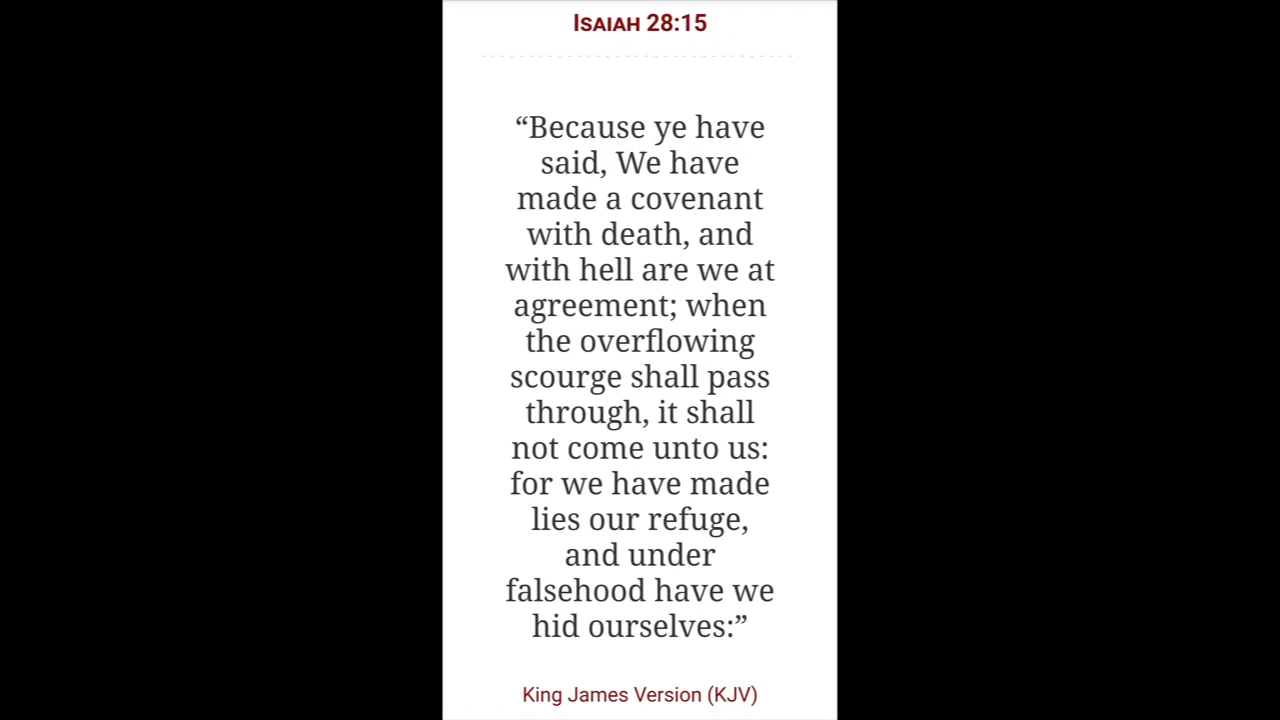 Isaiah 28:15
“Because ye have
said, We have
made a covenant
with death, and
with hell are we at
agreement; when
the overflowing
scourge shall pass
through, it shall
not come unto us:
for we have made
lies our refuge,
and under
falsehood have we
hid ourselves:”
King James Version (KJV)